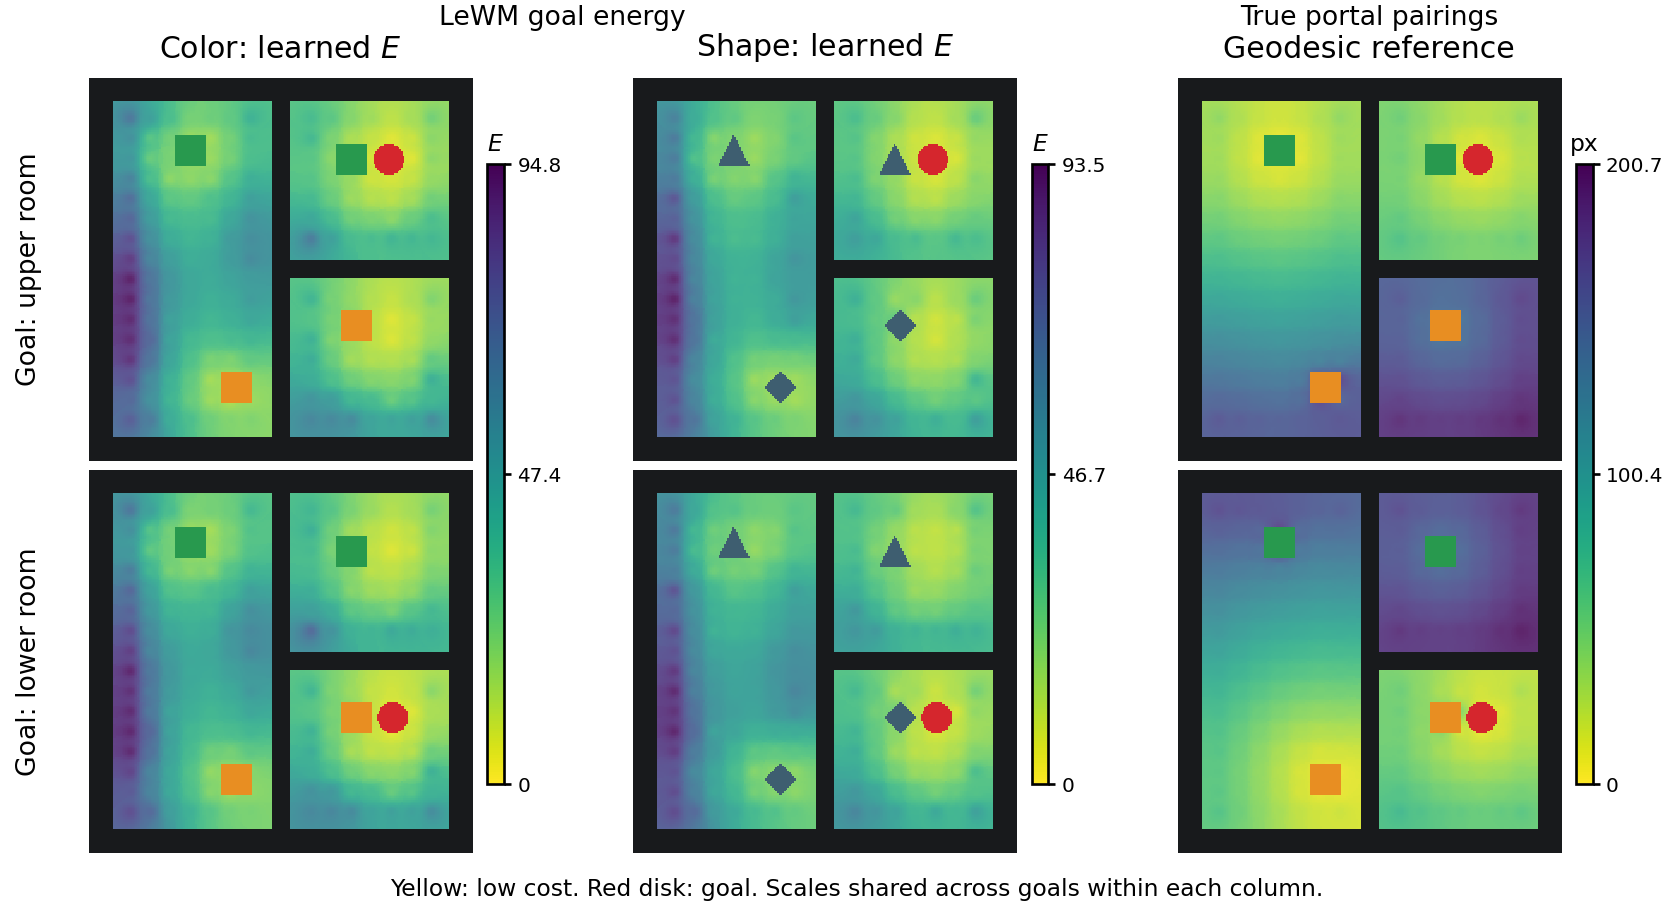 LeWM goal energy
True portal pairings
Color: learned E
Shape: learned E
Geodesic reference
Goal: upper room
E
94.8
47.4
0
E
93.5
46.7
0
px
200.7
100.4
0
Goal: lower room
Yellow: low cost. Red disk: goal. Scales shared across goals within each column.